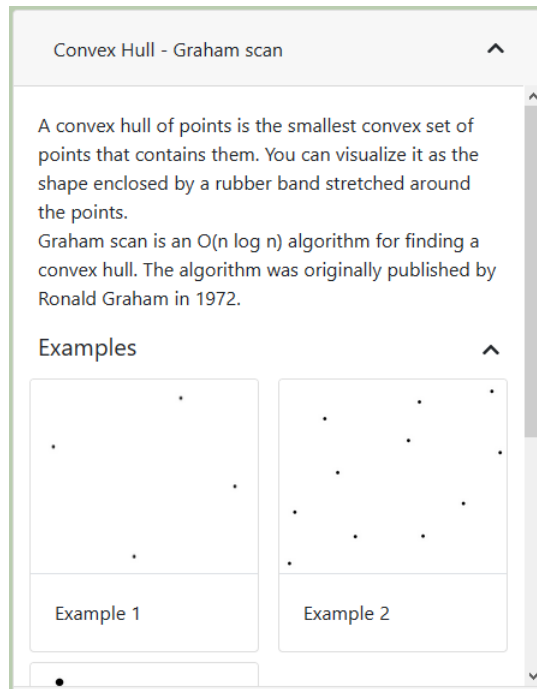 Convex Hull - Graham scan
A convex hull of points is the smallest convex set of
points that contains them. You can visualize it as the
shape enclosed by a rubber band stretched around
the points.
Graham scan is an O(n log n) algorithm for finding a
convex hull. The algorithm was originally published by
Ronald Graham in 1972.
Examples
Example 1
Example 2